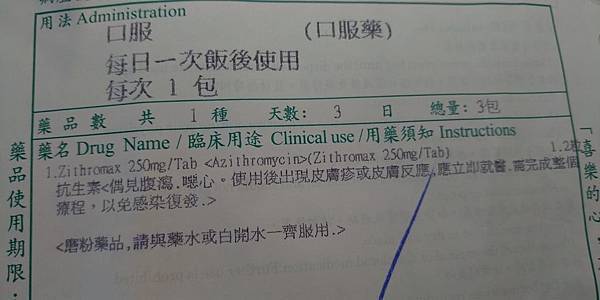 用法 Administration
口服 (口服藥)
每日一次飯後使用
每次 1 包
藥品數 共 1 種 天數: 3 日 總量: 3包
藥名 Drug Name / 臨床用途 Clinical use /用藥須知 Instructions
1.Zithromax 250mg/Tab <Azithromycin>(Zithromax 250mg/Tab) 1.2
抗生素<偶見腹瀉.噁心。使用後出現皮膚疹或皮膚反應,應立即就醫.需完成整個
療程，以免感染復發.>
<磨粉藥品,請與藥水或白開水一齊服用.>
藥品使用期限：
喜樂的心